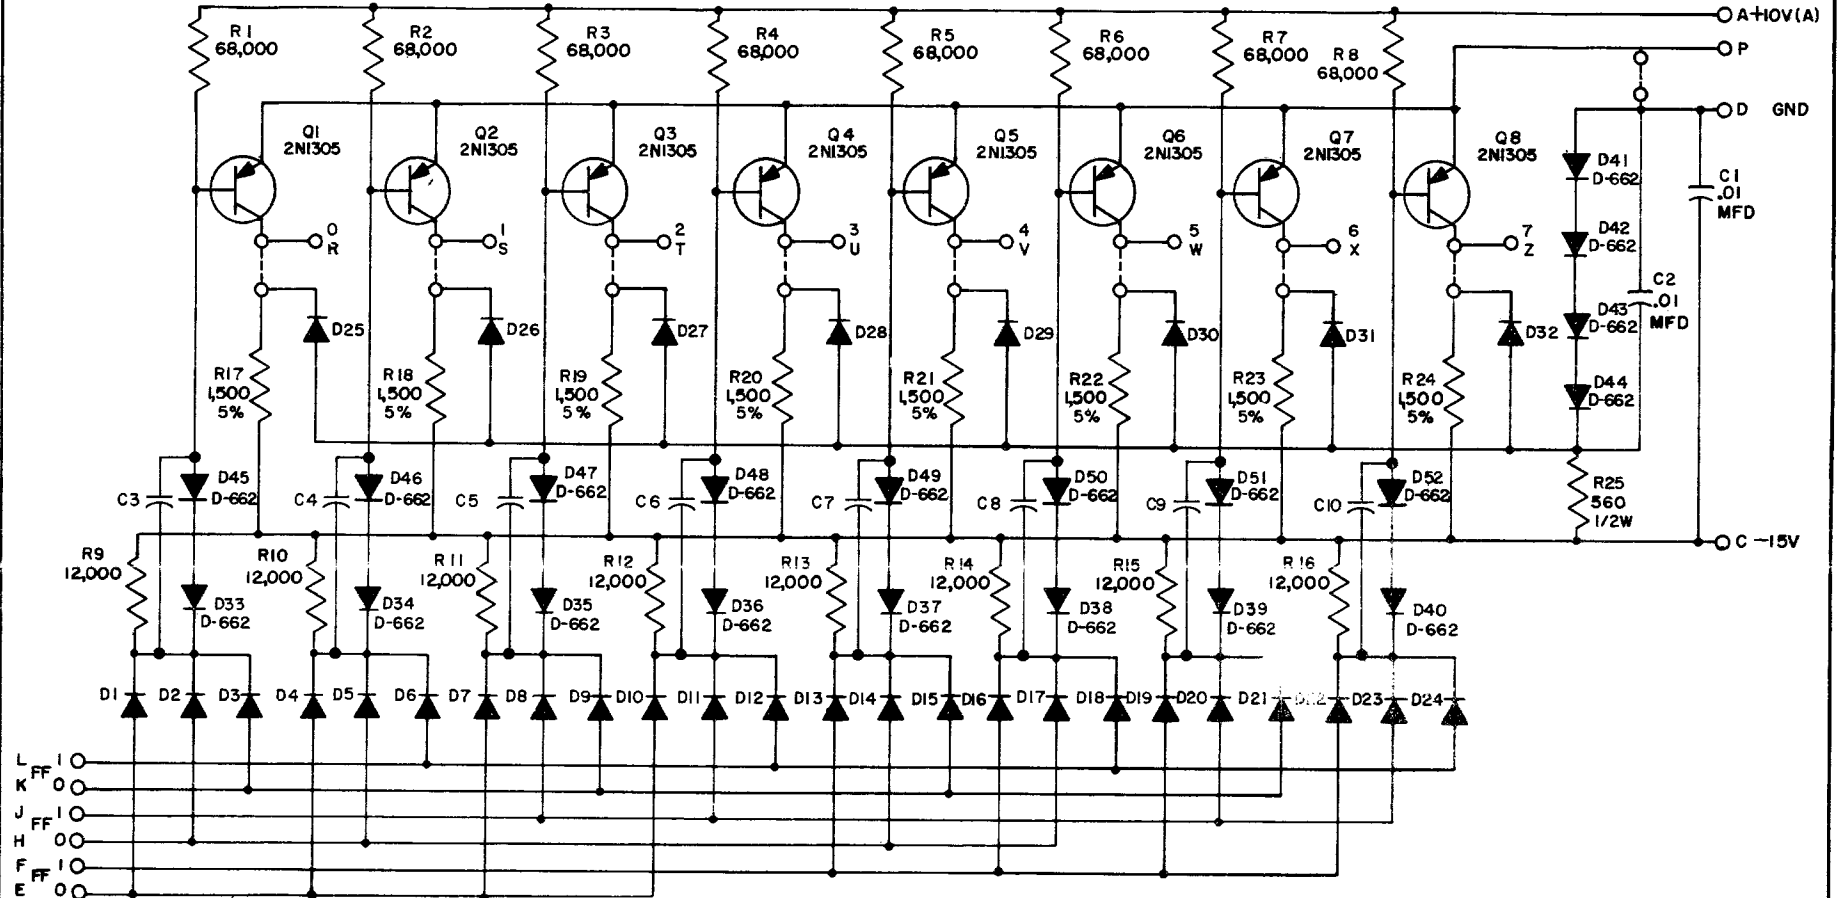 R1 68,000
R2 68,000
R3 68,000
R4 68,000
R5 68,000
R6 68,000
R7 68,000
R8 68,000
A+10V(A)
P
D GND
Q1 2N1305
Q2 2N1305
Q3 2N1305
Q4 2N1305
Q5 2N1305
Q6 2N1305
Q7 2N1305
Q8 2N1305
D41 D-662
C1 .01 MFD
0 R
1 S
2 T
3 U
4 V
5 W
6 X
7 Z
D42 D-662
C2 .01 MFD
D43 D-662
D44 D-662
D25
D26
D27
D28
D29
D30
D31
D32
R17 1,500 5%
R18 1,500 5%
R19 1,500 5%
R20 1,500 5%
R21 1,500 5%
R22 1,500 5%
R23 1,500 5%
R24 1,500 5%
C3
D45 D-662
C4
D46 D-662
C5
D47 D-662
C6
D48 D-662
C7
D49 D-662
C8
D50 D-662
C9
D51 D-662
C10
D52 D-662
R25 560 1/2W
C -15V
R9 12,000
R10 12,000
R11 12,000
R12 12,000
R13 12,000
R14 12,000
R15 12,000
R16 12,000
D33 D-662
D34 D-662
D35 D-662
D36 D-662
D37 D-662
D38 D-662
D39 D-662
D40 D-662
D1 D2 D3 D4 D5 D6 D7 D8 D9 D10 D11 D12 D13 D14 D15 D16 D17 D18 D19 D20 D21 D22 D23 D24
L FF 1
K 0
J FF 1
H 0
F FF 1
E 0